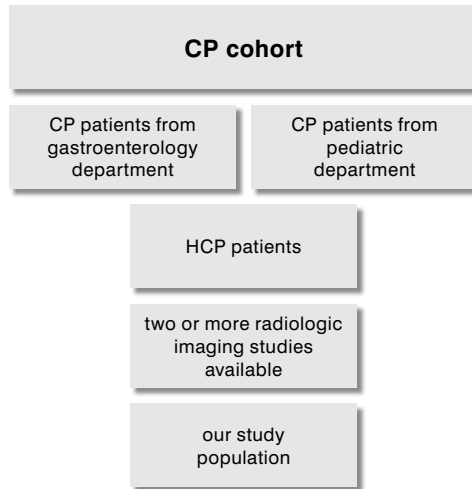 CP cohort
CP patients from
gastroenterology
department
CP patients from
pediatric
department
HCP patients
two or more radiologic
imaging studies
available
our study
population